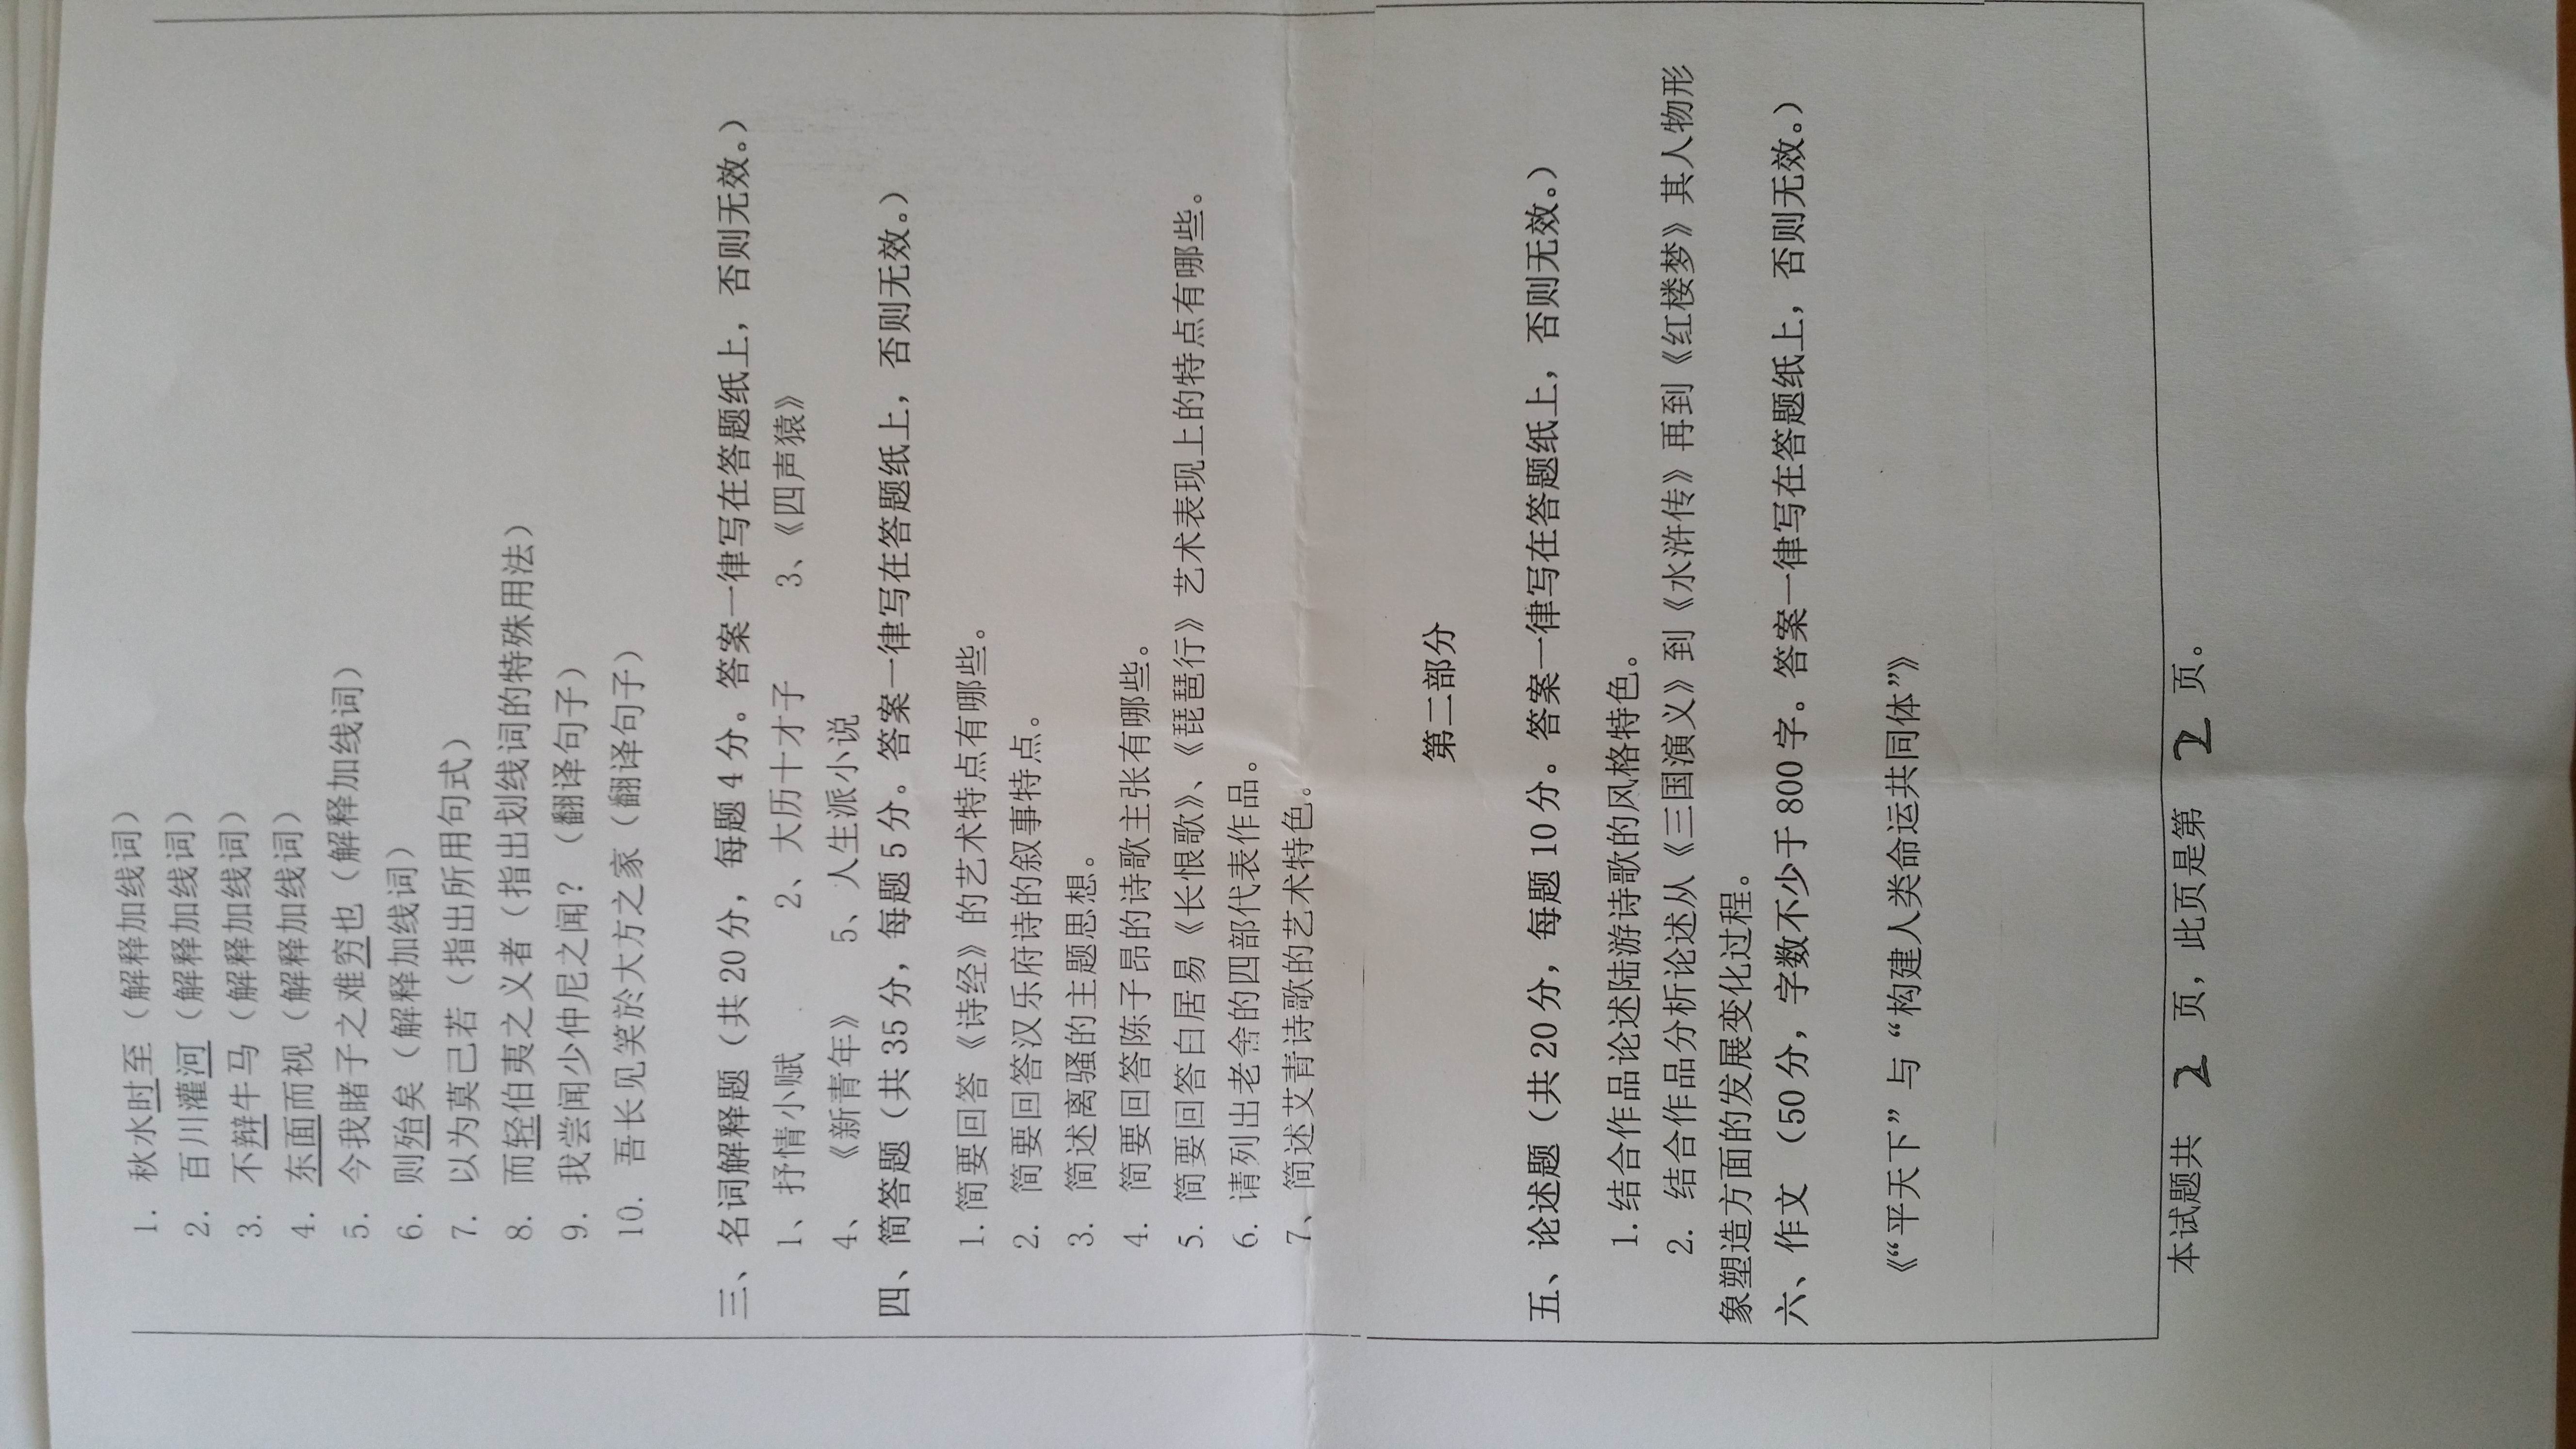 1. 秋水时至（解释加线词）
2. 百川灌河（解释加线词）
3. 不辩牛马（解释加线词）
4. 东面而视（解释加线词）
5. 今我睹子之难穷也（解释加线词）
6. 则殆矣（解释加线词）
7. 以为莫己若（指出所用句式）
8. 而轻伯夷之义者（指出划线词的特殊用法）
9. 我尝闻少仲尼之闻？（翻译句子）
10. 吾长见笑於大方之家（翻译句子）
三、名词解释题（共20分，每题4分。答案一律写在答题纸上，否则无效。）
1、抒情小赋 2、大历十才子 3、《四声猿》
4、《新青年》 5、人生派小说
四、简答题（共35分，每题5分。答案一律写在答题纸上，否则无效。）
1. 简要回答《诗经》的艺术特点有哪些。
2. 简要回答汉乐府诗的叙事特点。
3. 简述离骚的主题思想。
4. 简要回答陈子昂的诗歌主张有哪些。
5. 简要回答白居易《长恨歌》、《琵琶行》艺术表现上的特点有哪些。
6. 请列出老舍的四部代表作品。
7、简述艾青诗歌的艺术特色。
第二部分
五、论述题（共20分，每题10分。答案一律写在答题纸上，否则无效。）
1. 结合作品论述陆游诗歌的风格特色。
2. 结合作品分析论述从《三国演义》到《水浒传》再到《红楼梦》其人物形
象塑造方面的发展变化过程。
六、作文（50分，字数不少于800字。答案一律写在答题纸上，否则无效。）
《“平天下”与“构建人类命运共同体”》
本试题共 2 页，此页是第 2 页。